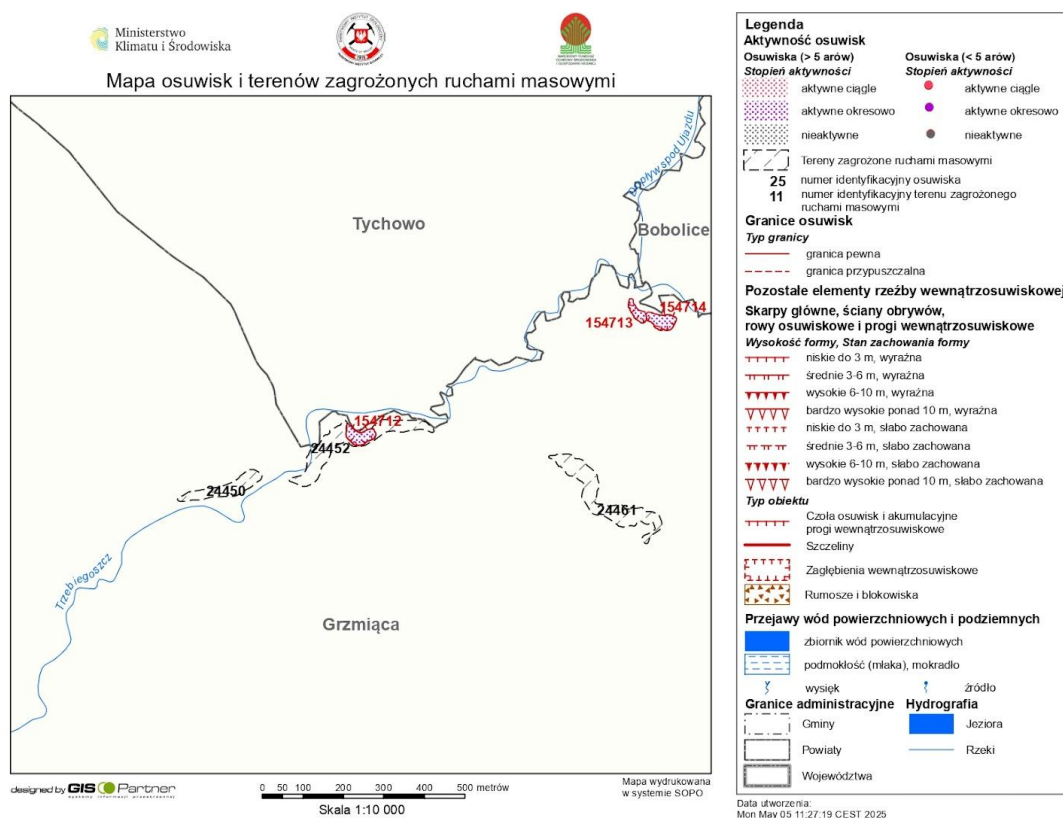 Ministerstwo
Klimatu i Środowiska
Mapa osuwisk i terenów zagrożonych ruchami masowymi
Dopływ spod Ujazdu
Tychowo
Bobolice
154714
154713
154712
24452
24450
24461
Trzebiegoszcz
Grzmiąca
designed by GIS Partner
0 50 100 200 300 400 500 metrów
Skala 1:10 000
Mapa wydrukowana
w systemie SOPO
Legenda
Aktywność osuwisk
Osuwiska (> 5 arów) Osuwiska (< 5 arów)
Stopień aktywności Stopień aktywności
aktywne ciągle aktywne ciągle
aktywne okresowo aktywne okresowo
nieaktywne nieaktywne
Tereny zagrożone ruchami masowymi
25 numer identyfikacyjny osuwiska
11 numer identyfikacyjny terenu zagrożonego
ruchami masowymi
Granice osuwisk
Typ granicy
granica pewna
granica przypuszczalna
Pozostałe elementy rzeźby wewnątrzosuwiskowej
Skarpy główne, ściany obrywów,
rowy osuwiskowe i progi wewnątrzosuwiskowe
Wysokość formy, Stan zachowania formy
niskie do 3 m, wyraźna
średnie 3-6 m, wyraźna
wysokie 6-10 m, wyraźna
bardzo wysokie ponad 10 m, wyraźna
niskie do 3 m, słabo zachowana
średnie 3-6 m, słabo zachowana
wysokie 6-10 m, słabo zachowana
bardzo wysokie ponad 10 m, słabo zachowana
Typ obiektu
Czoła osuwisk i akumulacyjne
progi wewnątrzosuwiskowe
Szczeliny
Zagłębienia wewnątrzosuwiskowe
Rumosze i blokowiska
Przejawy wód powierzchniowych i podziemnych
zbiornik wód powierzchniowych
podmokłość (młaka), mokradło
wysięk źródło
Granice administracyjne Hydrografia
Gminy Jeziora
Powiaty Rzeki
Województwa
Data utworzenia:
Mon May 05 11:27:19 CEST 2025